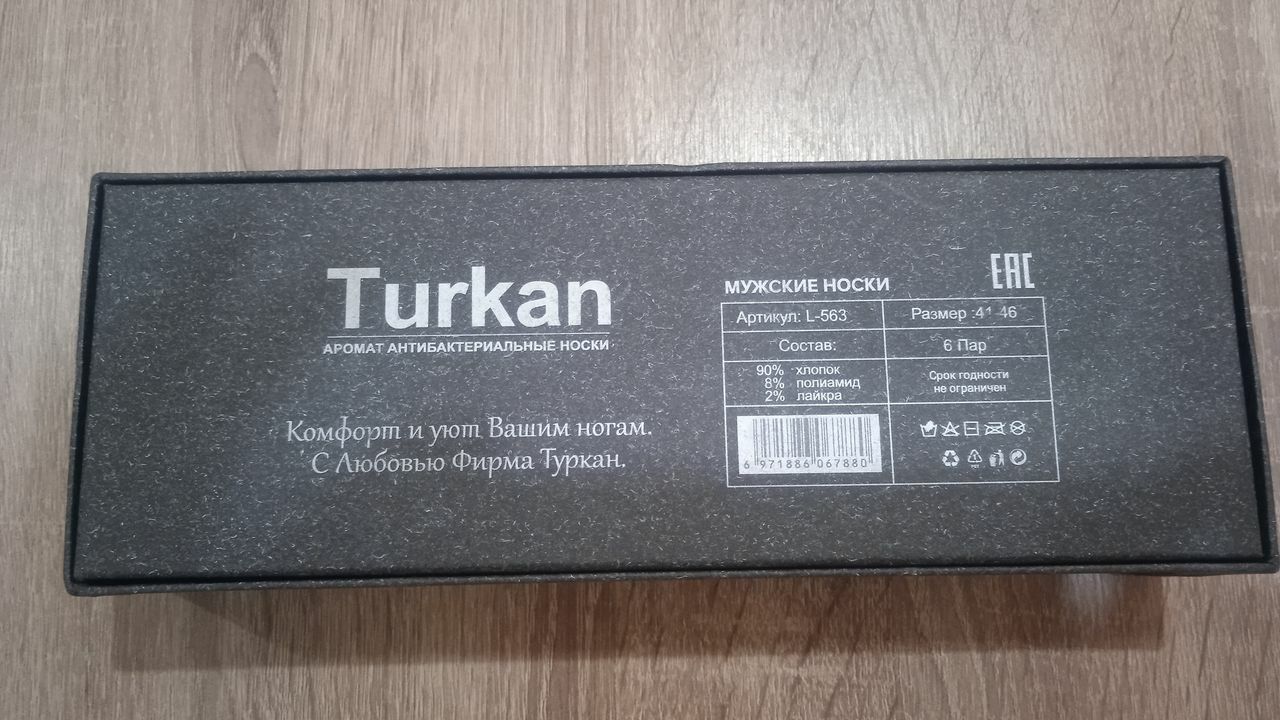 Turkan
АРОМАТ АНТИБАКТЕРИАЛЬНЫЕ НОСКИ
Комфорт и уют Вашим ногам.
С Любовью Фирма Туркан.
EAC
МУЖСКИЕ НОСКИ
Артикул: L-563 Размер :41-46
Состав: 6 Пар
90% хлопок
8% полиамид
2% лайкра
Срок годности
не ограничен
6 971886 067880